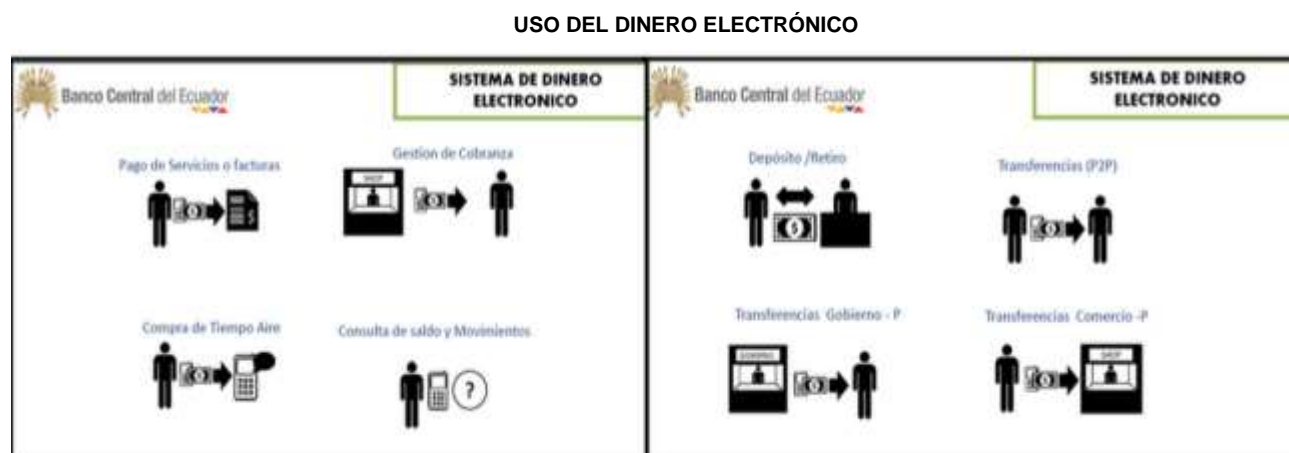 USO DEL DINERO ELECTRÓNICO
Banco Central del Ecuador
SISTEMA DE DINERO
ELECTRONICO
Pago de Servicios o facturas
Gestion de Cobranza
SHOP
Compra de Tiempo Aire
Consulta de saldo y Movimientos
?
Banco Central del Ecuador
SISTEMA DE DINERO
ELECTRONICO
Depósito /Retiro
$
Transferencias (P2P)
Transferencias Gobierno - P
Transferencias Comercio -P
SHOP